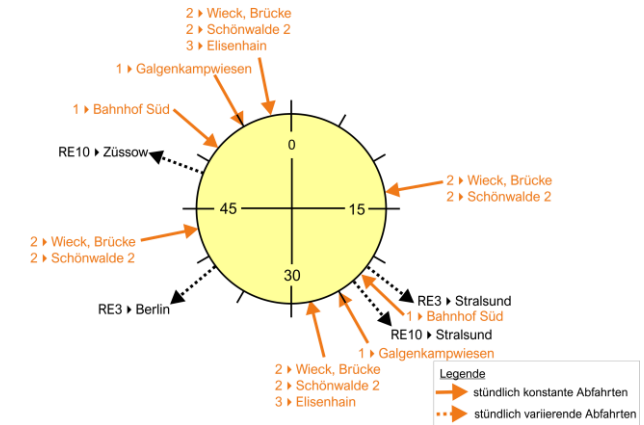 2 ▸ Wieck, Brücke
2 ▸ Schönwalde 2
3 ▸ Elisenhain
1 ▸ Galgenkampwiesen
1 ▸ Bahnhof Süd
RE10 ▸ Züssow
0
2 ▸ Wieck, Brücke
2 ▸ Schönwalde 2
45
15
2 ▸ Wieck, Brücke
2 ▸ Schönwalde 2
30
RE3 ▸ Berlin
RE3 ▸ Stralsund
1 ▸ Bahnhof Süd
RE10 ▸ Stralsund
1 ▸ Galgenkampwiesen
2 ▸ Wieck, Brücke
2 ▸ Schönwalde 2
3 ▸ Elisenhain
Legende
stündlich konstante Abfahrten
stündlich variierende Abfahrten